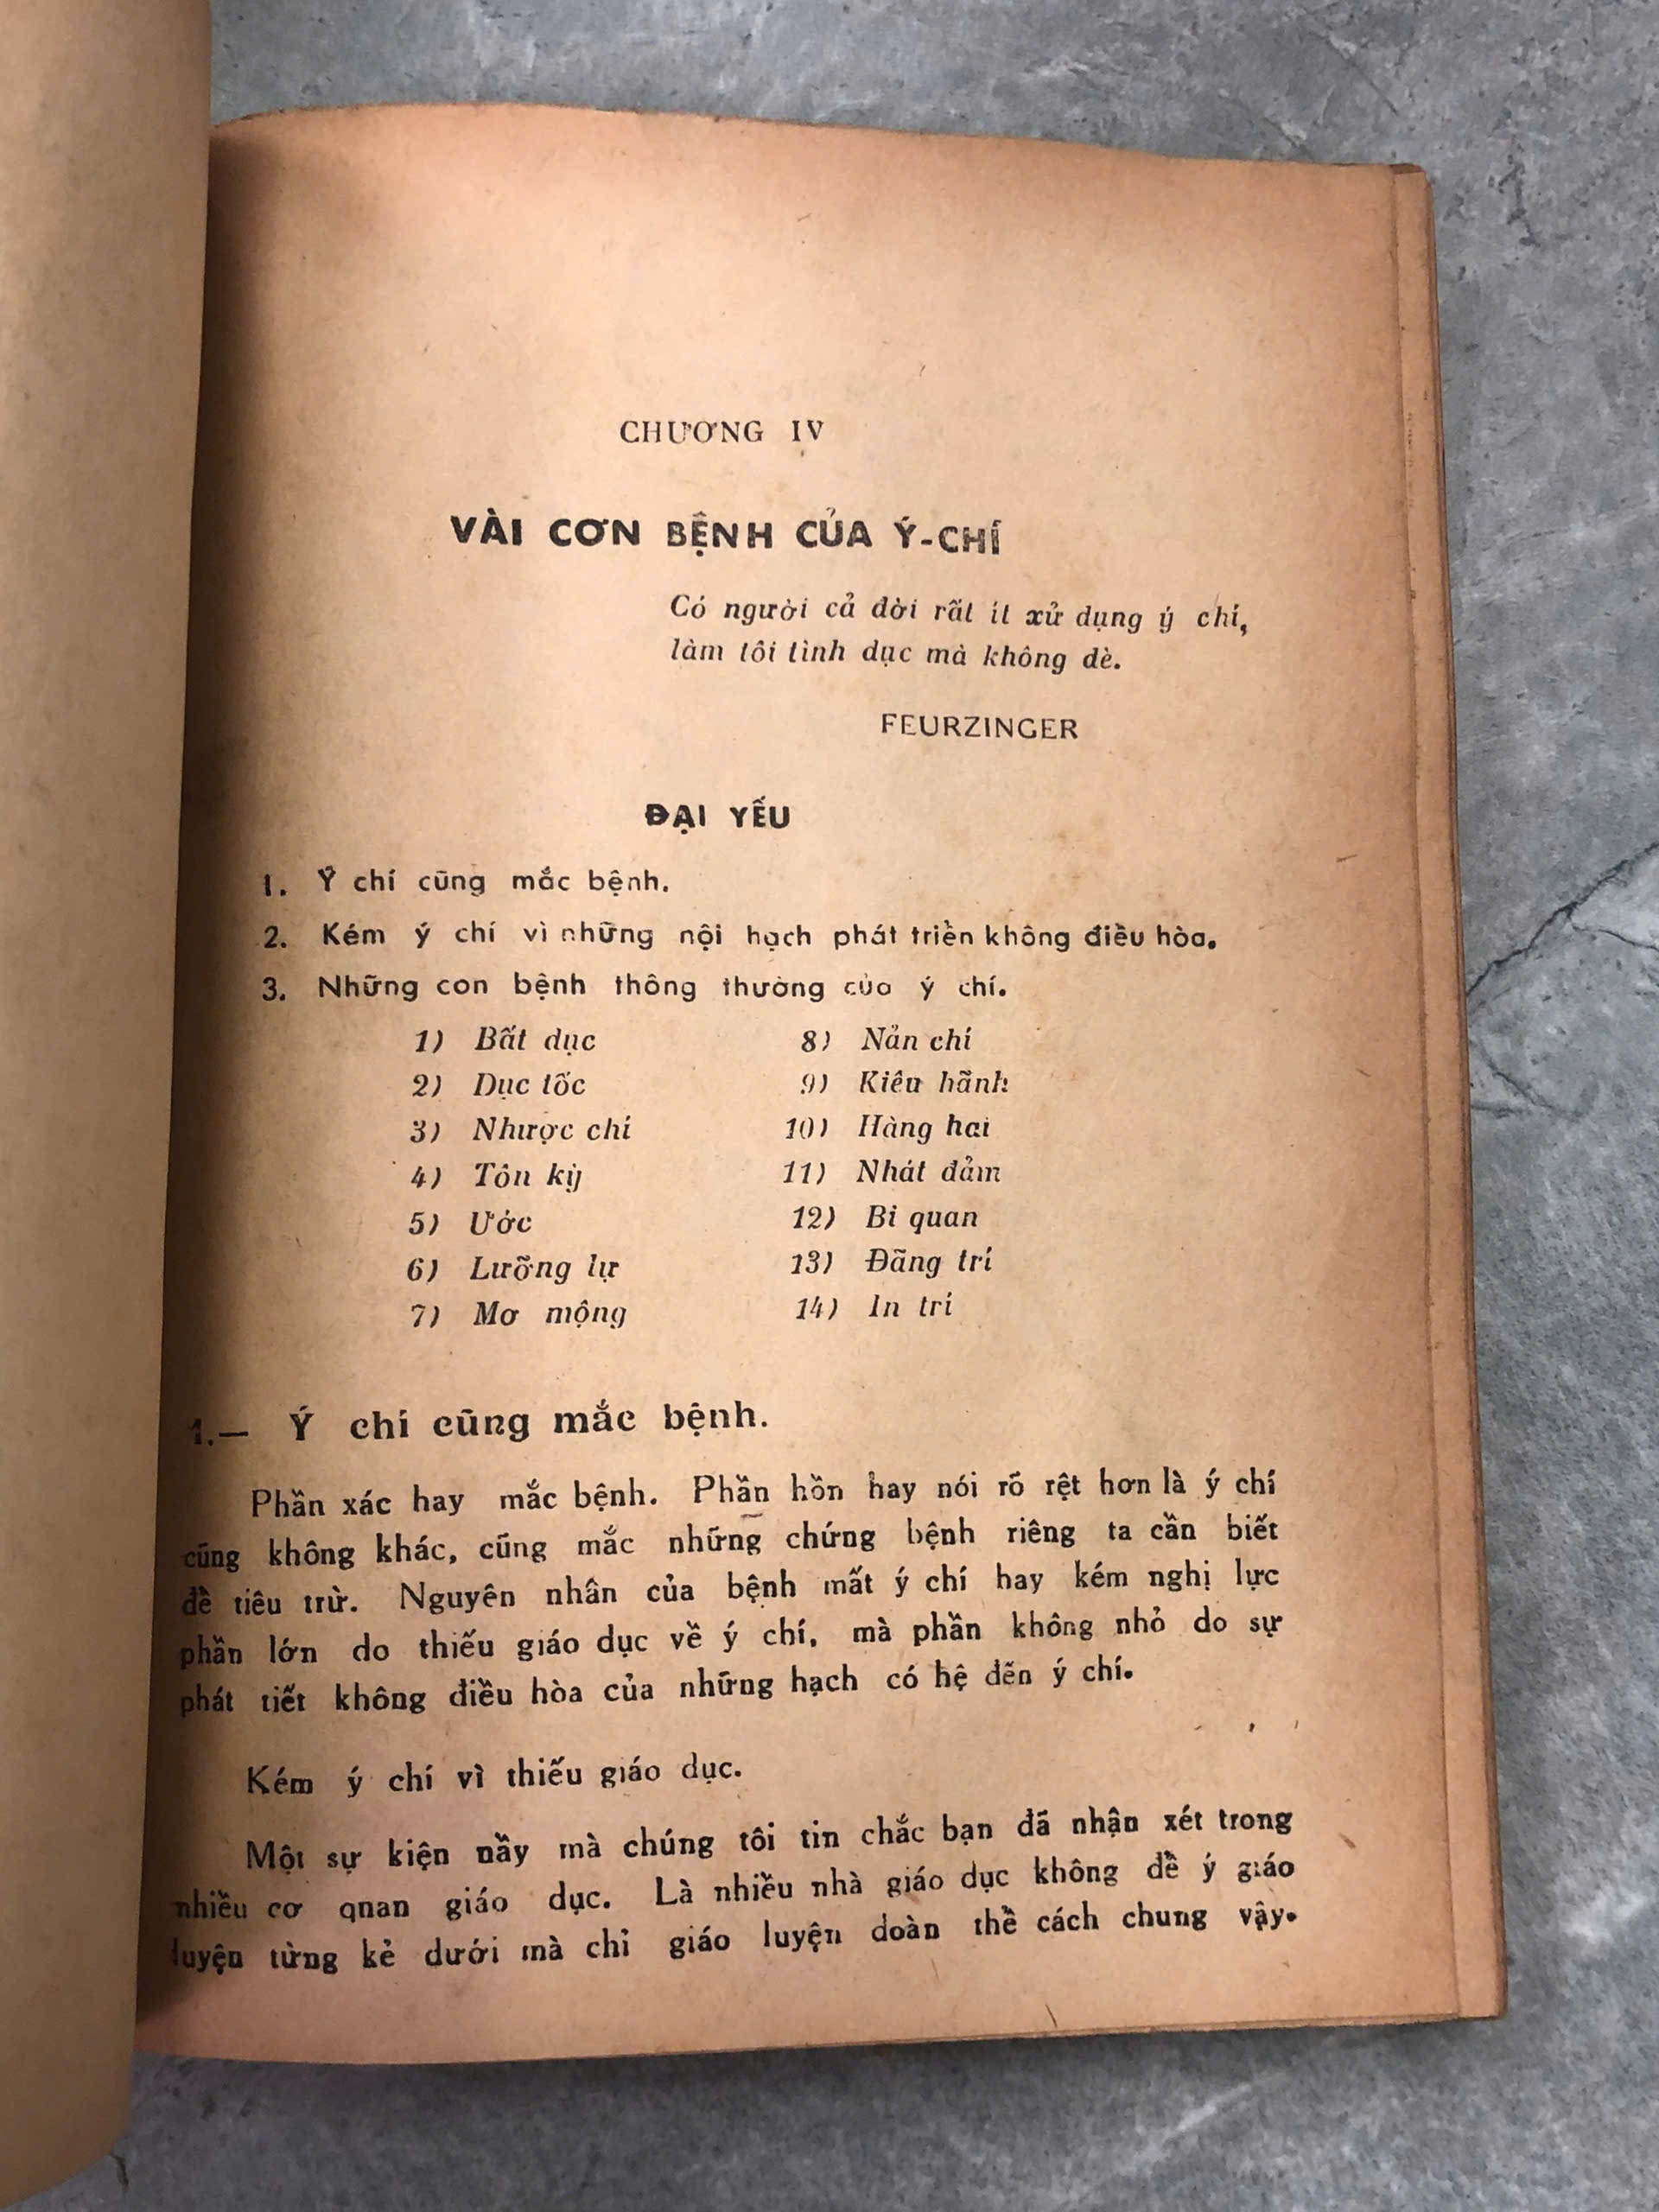 CHƯƠNG IV
VÀI CƠN BỆNH CỦA Ý-CHÍ
Có người cả đời rất ít xử dụng ý chí,
làm tôi tình dục mà không dè.
FEURZINGER
ĐẠI YẾU
1. Ý chí cũng mắc bệnh.
2. Kém ý chí vì những nội hạch phát triển không điều hòa.
3. Những con bệnh thông thường của ý chí.
1) Bất dục
2) Dục tốc
3) Nhược chí
4) Tôn kỷ
5) Ước
6) Lưỡng lự
7) Mơ mộng
8) Nản chí
9) Kiêu hãnh
10) Hàng hai
11) Nhát đảm
12) Bi quan
13) Đãng trí
14) In trí
1.— Ý chí cũng mắc bệnh.
Phần xác hay mắc bệnh. Phần hồn hay nói rõ rệt hơn là ý chí
cũng không khác, cũng mắc những chứng bệnh riêng ta cần biết
để tiêu trừ. Nguyên nhân của bệnh mất ý chí hay kém nghị lực
phần lớn do thiếu giáo dục về ý chí, mà phần không nhỏ do sự
phát tiết không điều hòa của những hạch có hệ đến ý chí.
Kém ý chí vì thiếu giáo dục.
Một sự kiện nầy mà chúng tôi tin chắc bạn đã nhận xét trong
nhiều cơ qnan giáo dục. Là nhiều nhà giáo dục không để ý giáo
luyện từng kẻ dưới mà chỉ giáo luyện đoàn thể cách chung vậy.